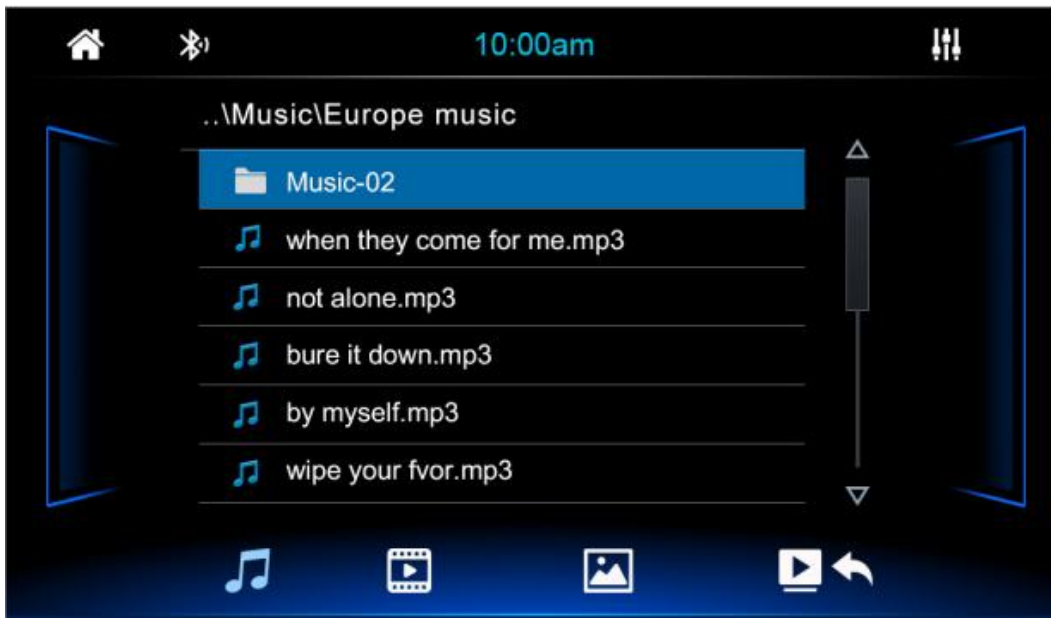 10:00am
..\Music\Europe music
Music-02
when they come for me.mp3
not alone.mp3
bure it down.mp3
by myself.mp3
wipe your fvor.mp3